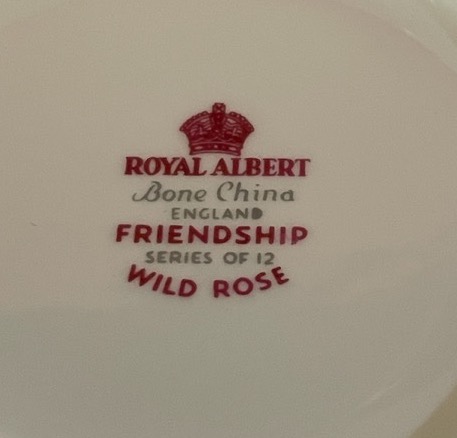 ROYAL ALBERT
Bone China
ENGLAND
FRIENDSHIP
SERIES OF 12
WILD ROSE